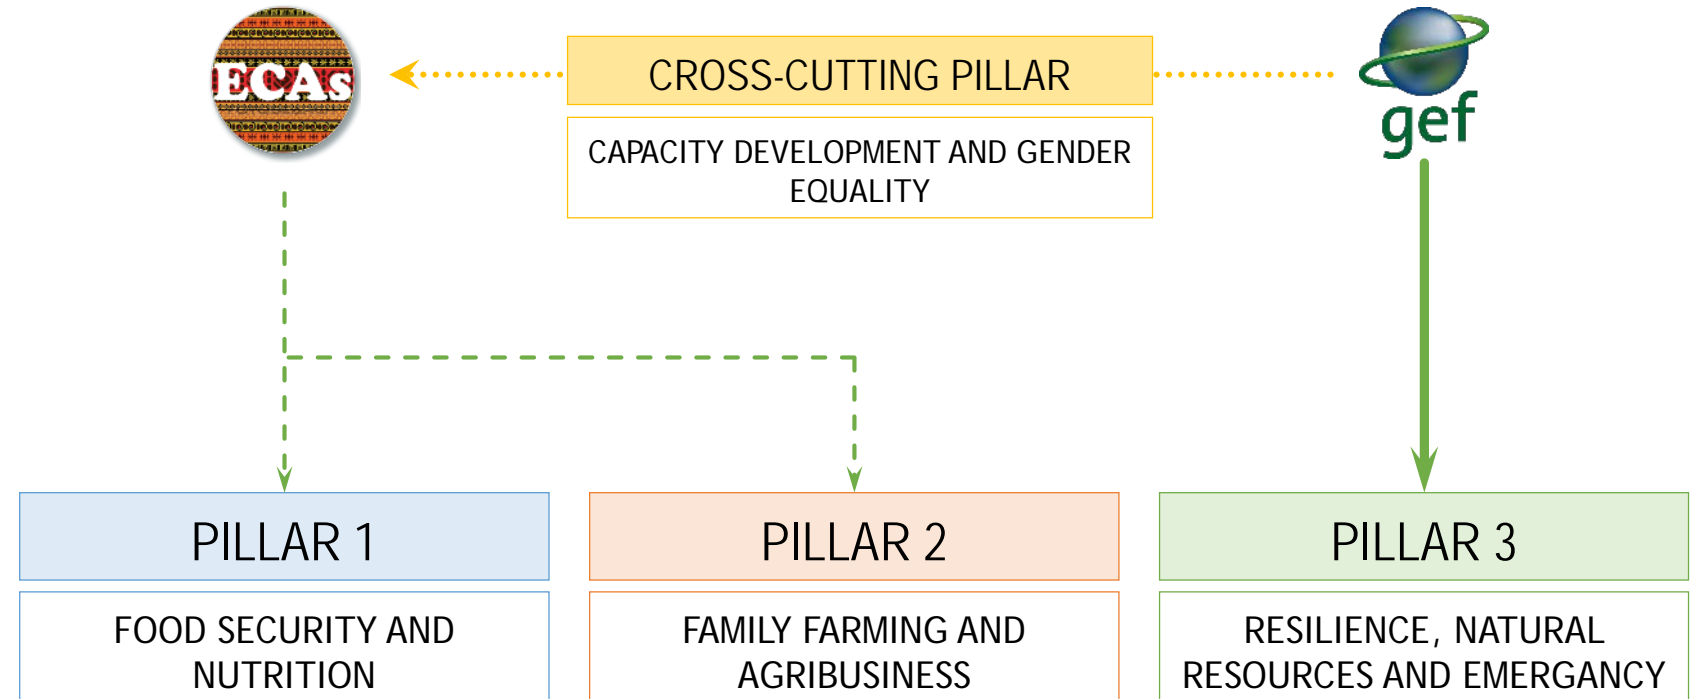 ECAs
CROSS-CUTTING PILLAR
gef
CAPACITY DEVELOPMENT AND GENDER
EQUALITY
PILLAR 1
PILLAR 2
PILLAR 3
FOOD SECURITY AND
NUTRITION
FAMILY FARMING AND
AGRIBUSINESS
RESILIENCE, NATURAL
RESOURCES AND EMERGANCY